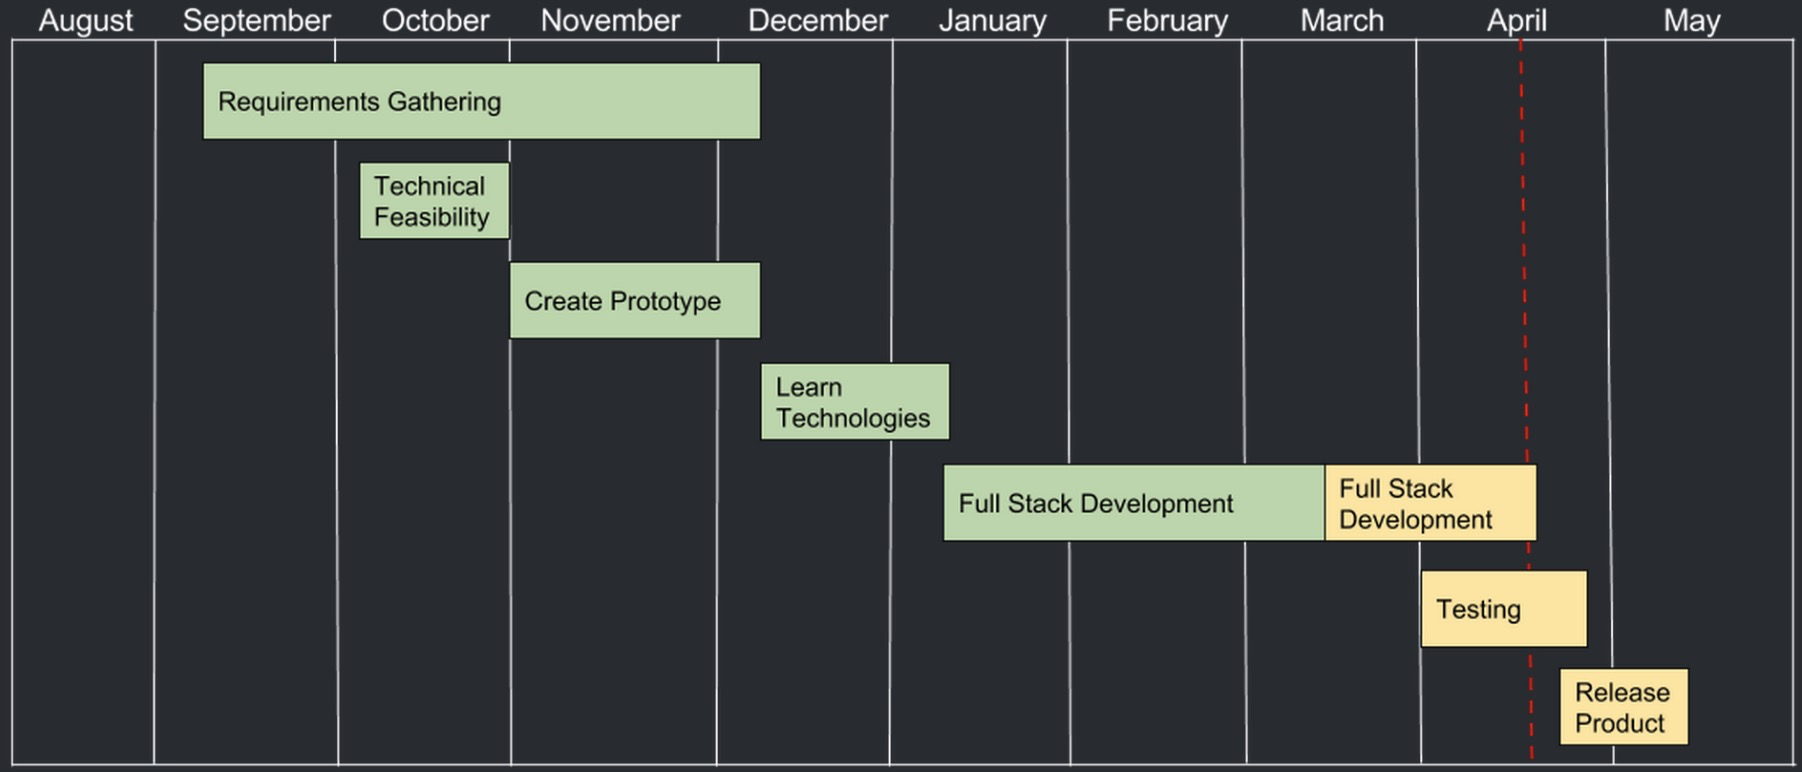 August September October November December January February March April May
Requirements Gathering
Technical
Feasibility
Create Prototype
Learn
Technologies
Full Stack Development
Full Stack
Development
Testing
Release
Product